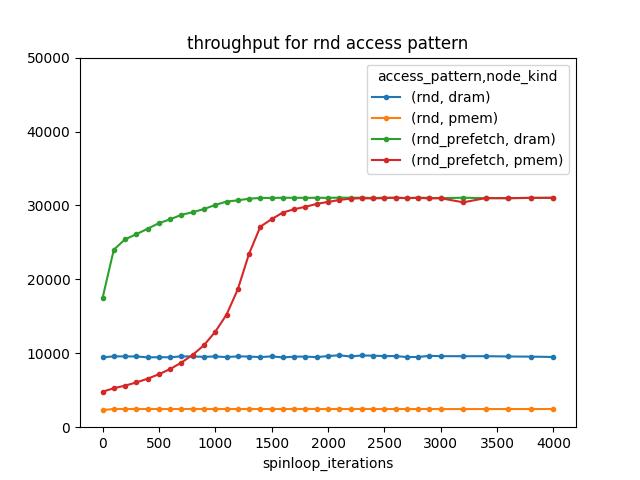 throughput for rnd access pattern
50000
40000
30000
20000
10000
0
access_pattern,node_kind
(rnd, dram)
(rnd, pmem)
(rnd_prefetch, dram)
(rnd_prefetch, pmem)
0 500 1000 1500 2000 2500 3000 3500 4000
spinloop_iterations